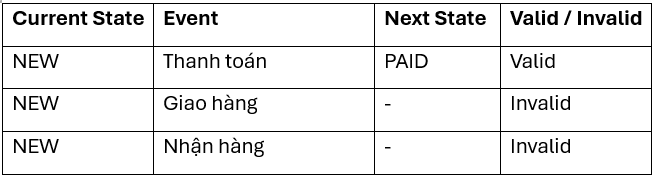 Current State Event Next State Valid / Invalid
NEW Thanh toán PAID Valid
NEW Giao hàng - Invalid
NEW Nhận hàng - Invalid